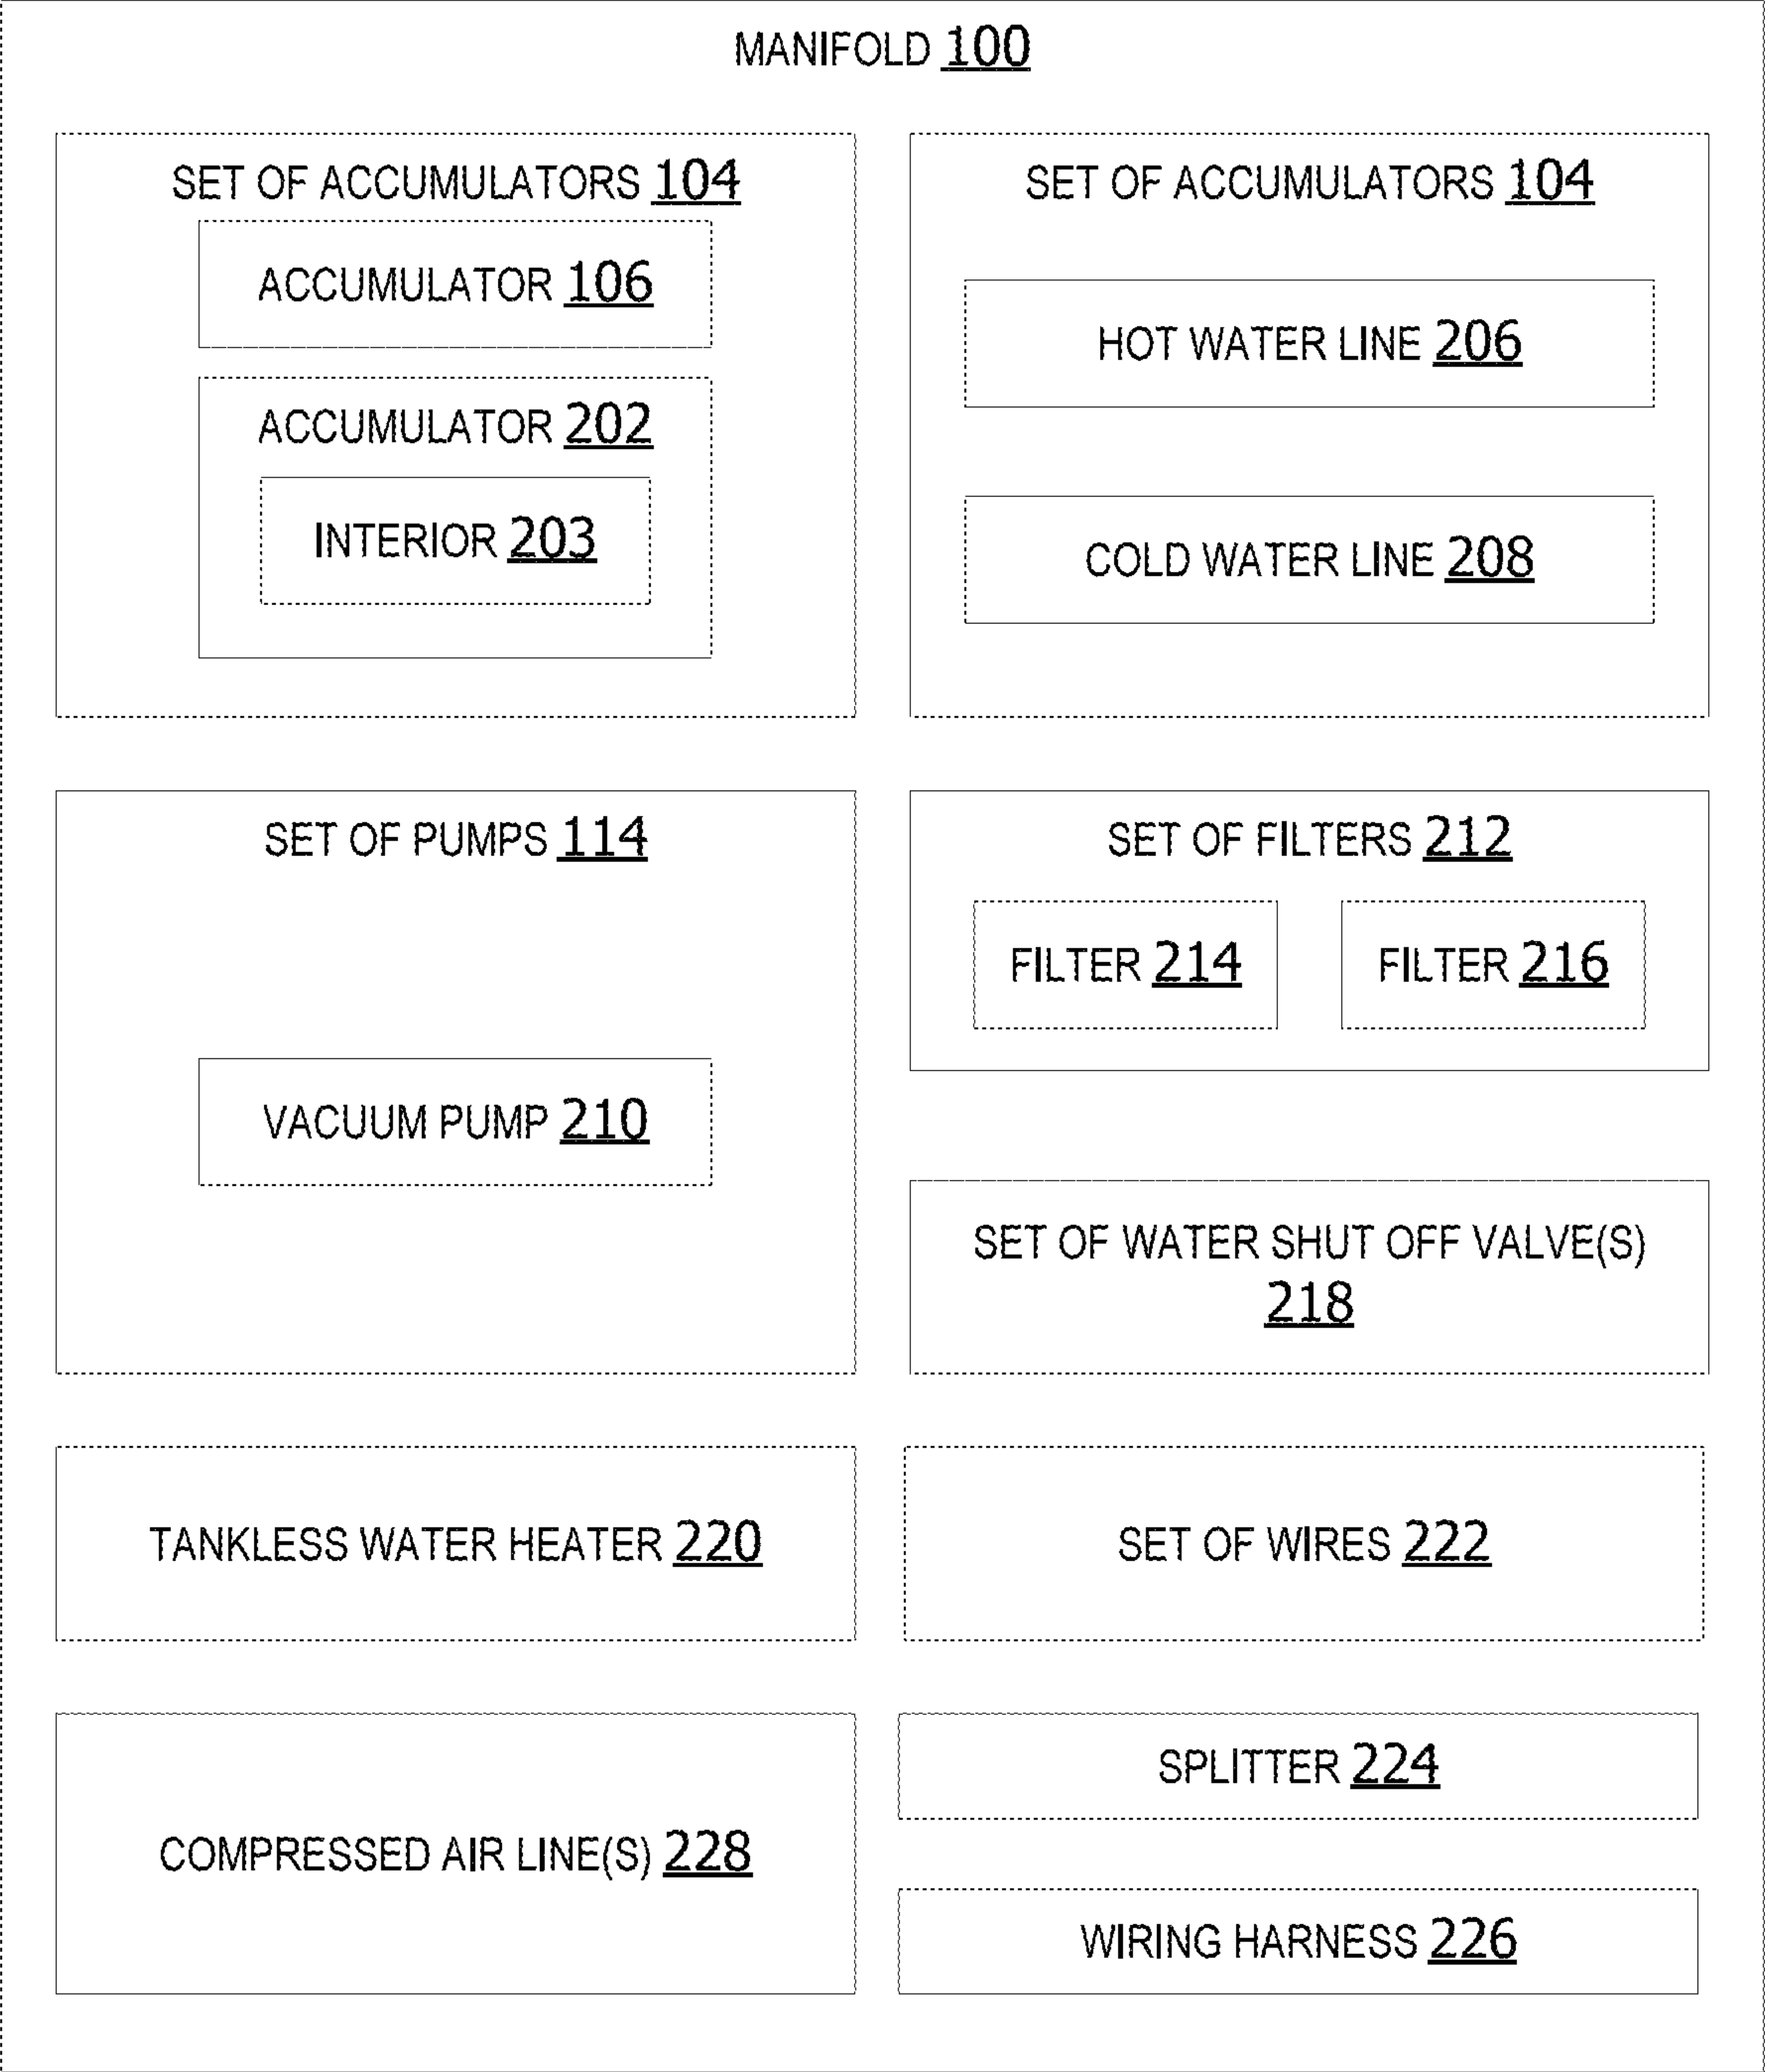 MANIFOLD 100
SET OF ACCUMULATORS 104
ACCUMULATOR 106
ACCUMULATOR 202
INTERIOR 203
SET OF ACCUMULATORS 104
HOT WATER LINE 206
COLD WATER LINE 208
SET OF PUMPS 114
VACUUM PUMP 210
SET OF FILTERS 212
FILTER 214
FILTER 216
SET OF WATER SHUT OFF VALVE(S)
218
TANKLESS WATER HEATER 220
SET OF WIRES 222
COMPRESSED AIR LINE(S) 228
SPLITTER 224
WIRING HARNESS 226